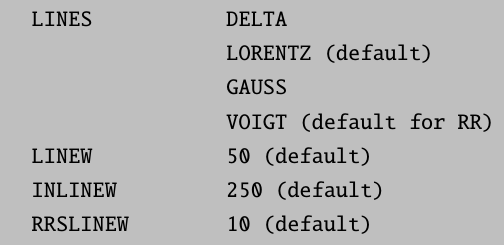 LINES DELTA
LORENTZ (default)
GAUSS
VOIGT (default for RR)
LINEW 50 (default)
INLINEW 250 (default)
RRSLINEW 10 (default)